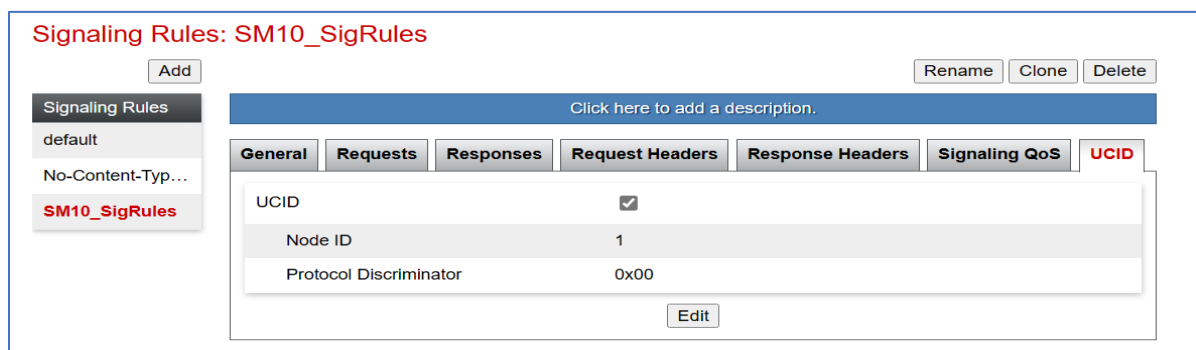 Signaling Rules: SM10_SigRules
Add
Rename Clone Delete
Signaling Rules
default
No-Content-Typ...
SM10_SigRules
Click here to add a description.
General Requests Responses Request Headers Response Headers Signaling QoS UCID
UCID
Node ID 1
Protocol Discriminator 0x00
Edit